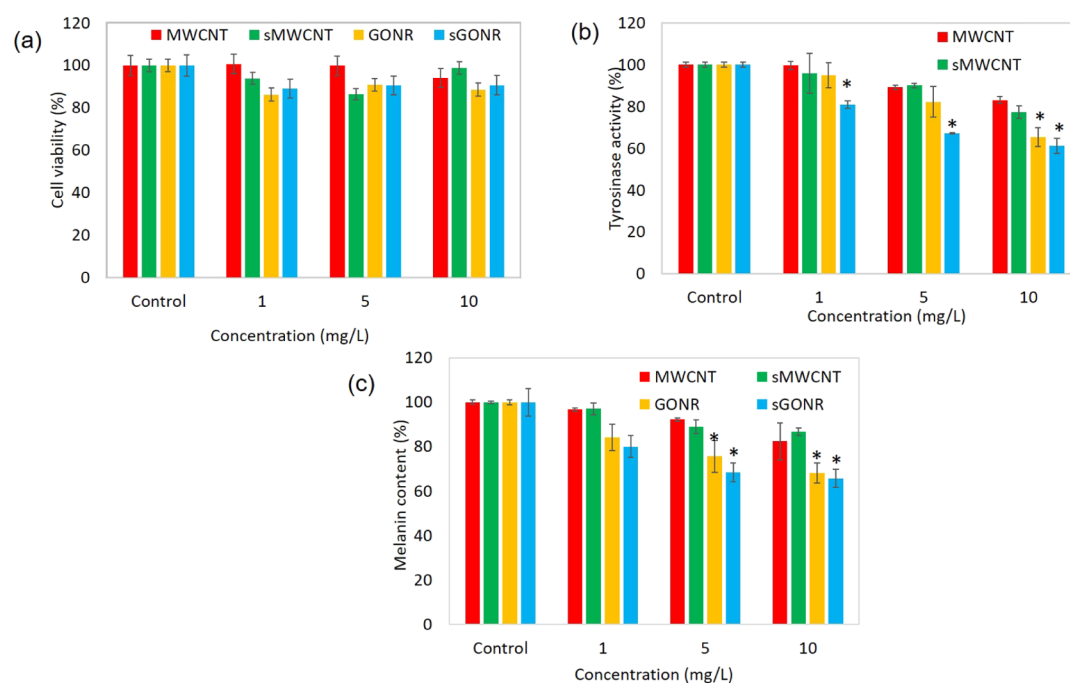 (a)
120
100
80
60
40
20
0
Cell viability (%)
MWCNT sMWCNT GONR sGONR
Control 1 5 10
Concentration (mg/L)
(b)
120
100
80
60
40
20
0
Tyrosinase activity (%)
MWCNT
sMWCNT
*
*
* *
Control 1 5 10
Concentration (mg/L)
(c)
120
100
80
60
40
20
0
Melanin content (%)
MWCNT sMWCNT
GONR sGONR
* *
* *
Control 1 5 10
Concentration (mg/L)